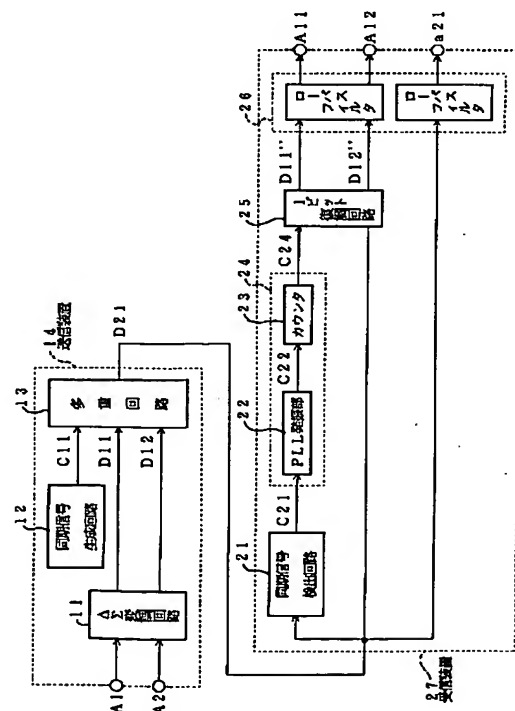 14
送信装置
12
同期信号
生成回路
C11
13
多重回路
D21
A1
A2
11
ΔΣ変調回路
D11
D12
27
受信装置
21
同期信号
検出回路
C21
22
PLL発振部
C22
23
カウンタ
24
C24
25
1ビット
復調回路
D11''
D12''
26
ローパス
フィルタ
ローパス
フィルタ
A11
A12
a21